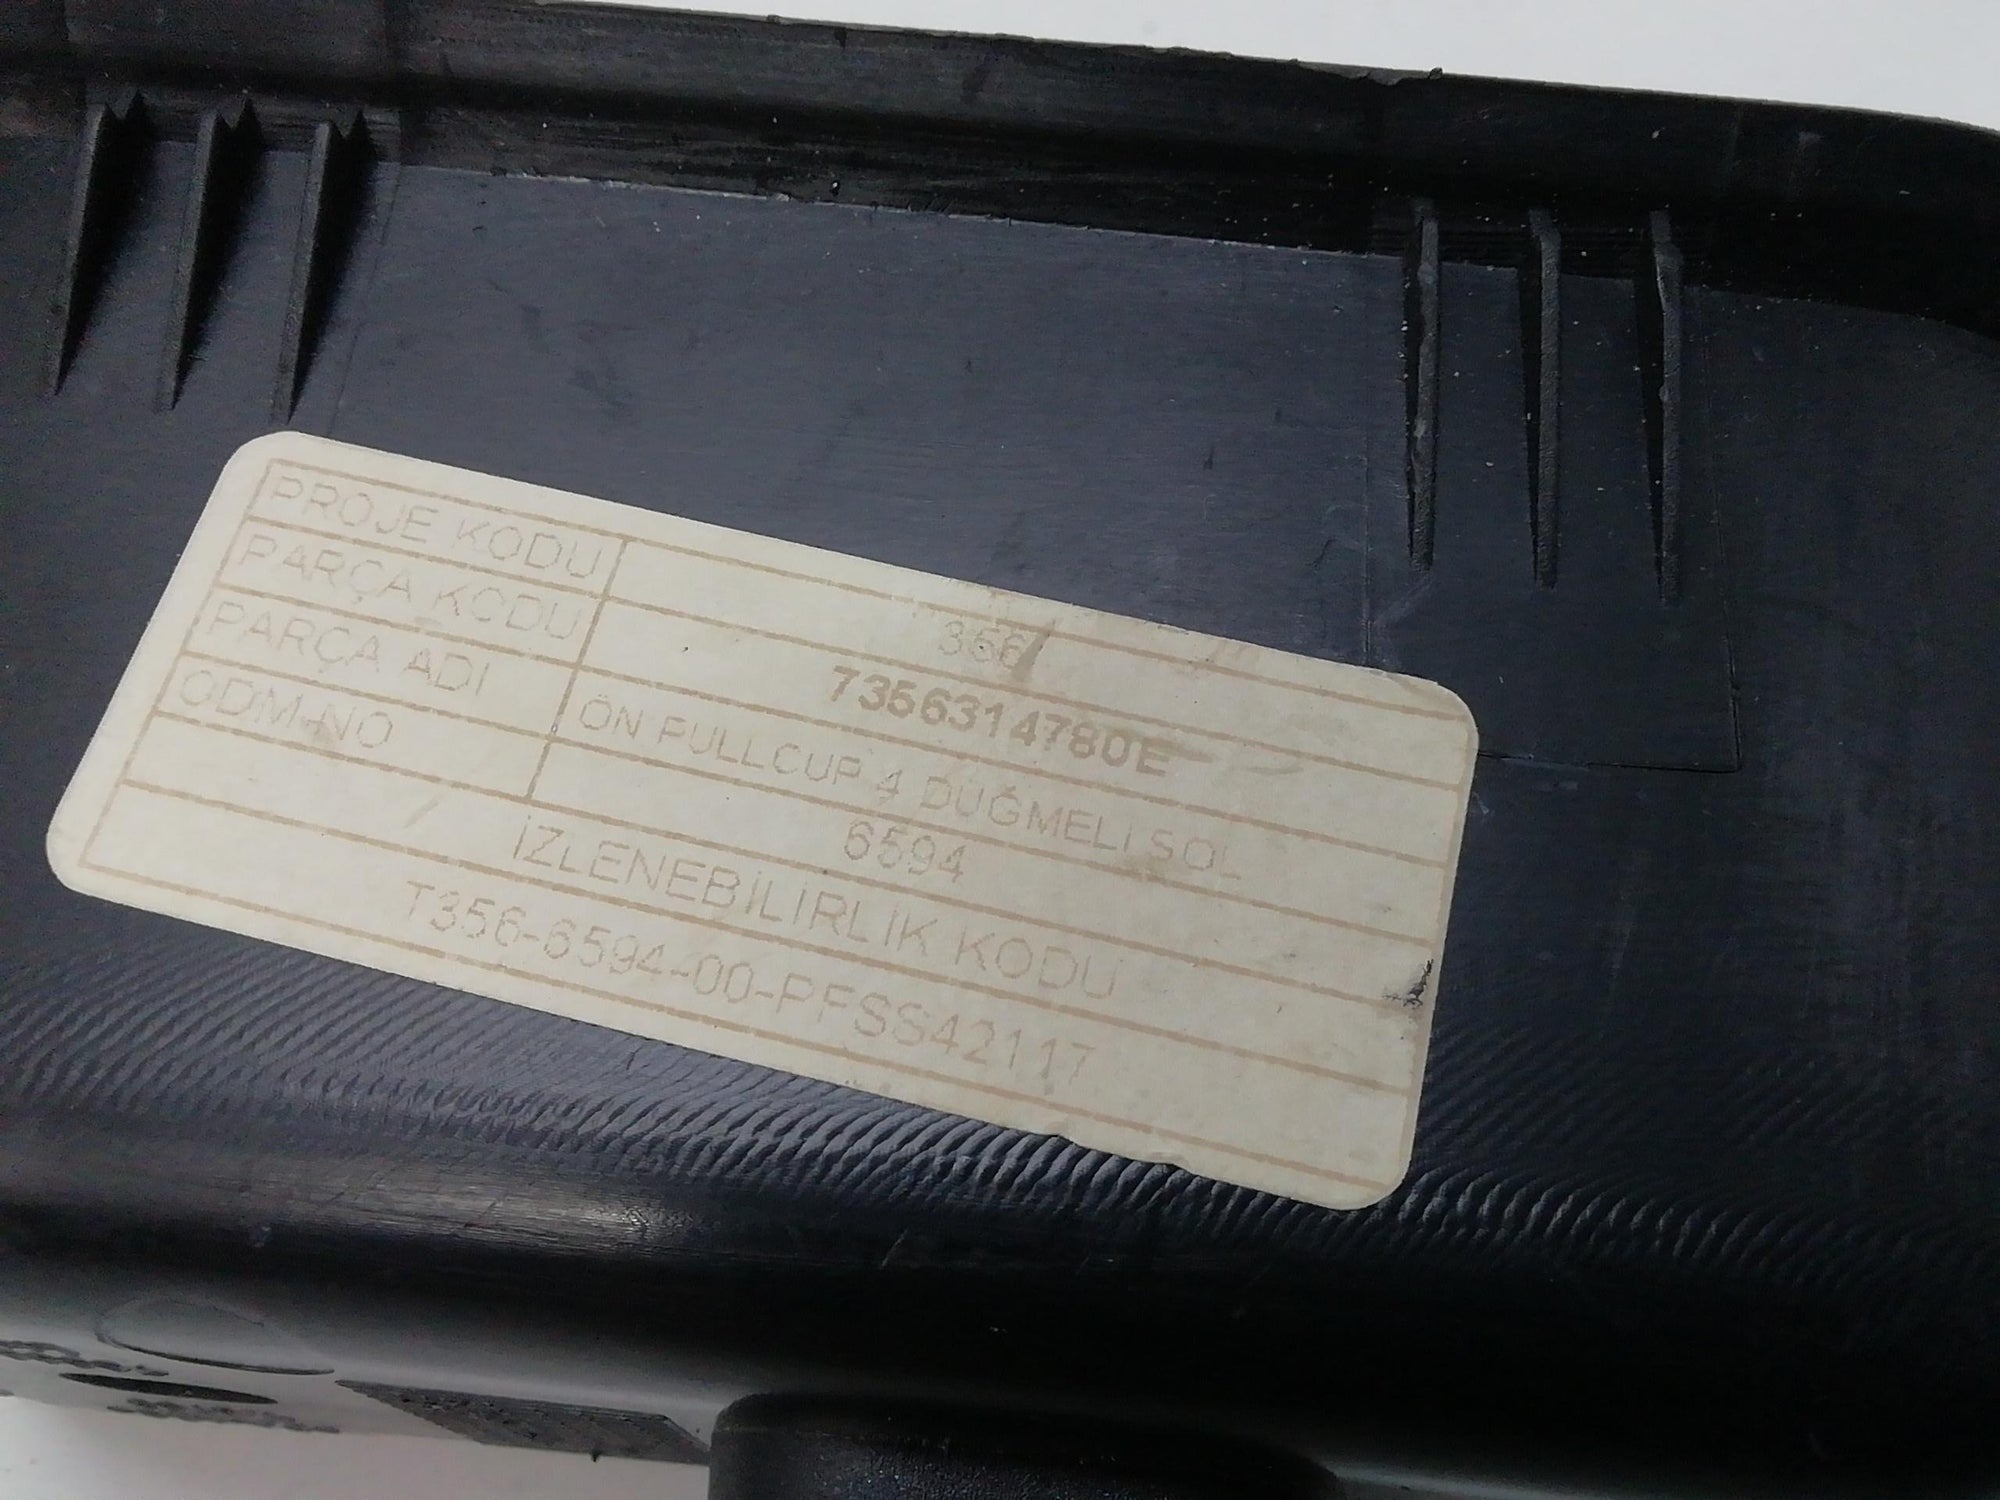 PROJE KODU 356
PARÇA KODU 7356314780E
PARÇA ADI ÖN PULLCUP 4 DÜĞMELİ SOL
ODM-NO 6594
İZLENEBİLİRLİK KODU
T356-6594-00-PFSS42117